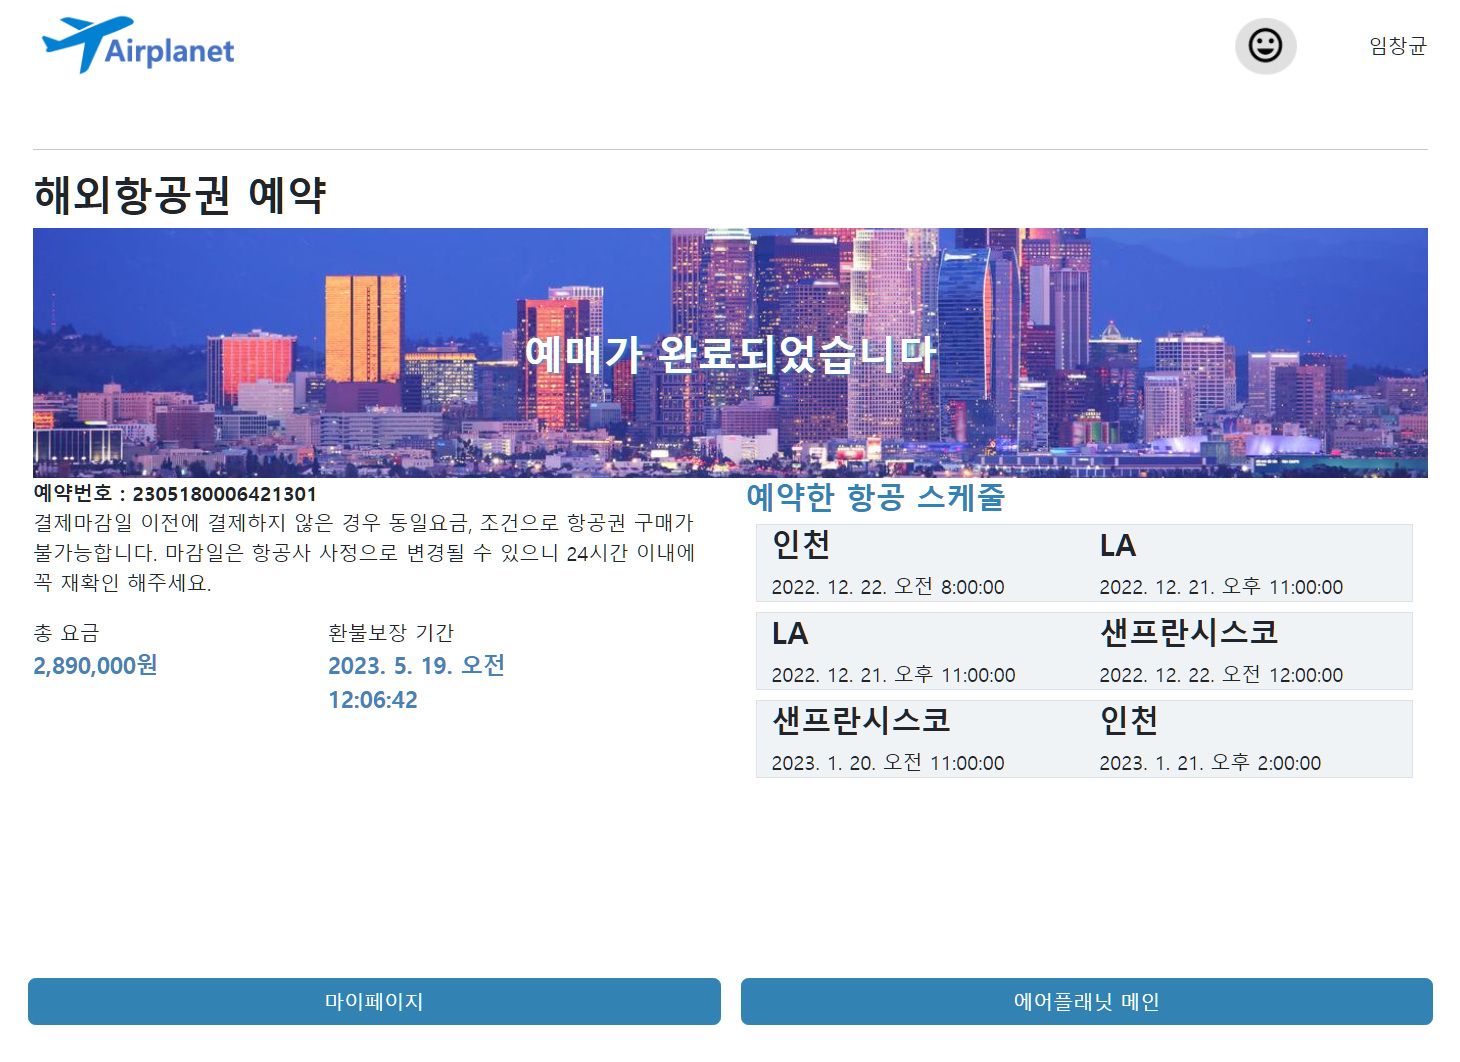 Airplanet
임창균
해외항공권 예약
예매가 완료되었습니다
예약번호 : 2305180006421301
결제마감일 이전에 결제하지 않은 경우 동일요금, 조건으로 항공권 구매가
불가능합니다. 마감일은 항공사 사정으로 변경될 수 있으니 24시간 이내에
꼭 재확인 해주세요.
총 요금
2,890,000원
환불보장 기간
2023. 5. 19. 오전
12:06:42
예약한 항공 스케줄
인천 LA
2022. 12. 22. 오전 8:00:00 2022. 12. 21. 오후 11:00:00
LA 샌프란시스코
2022. 12. 21. 오후 11:00:00 2022. 12. 22. 오전 12:00:00
샌프란시스코 인천
2023. 1. 20. 오전 11:00:00 2023. 1. 21. 오후 2:00:00
마이페이지
에어플래닛 메인